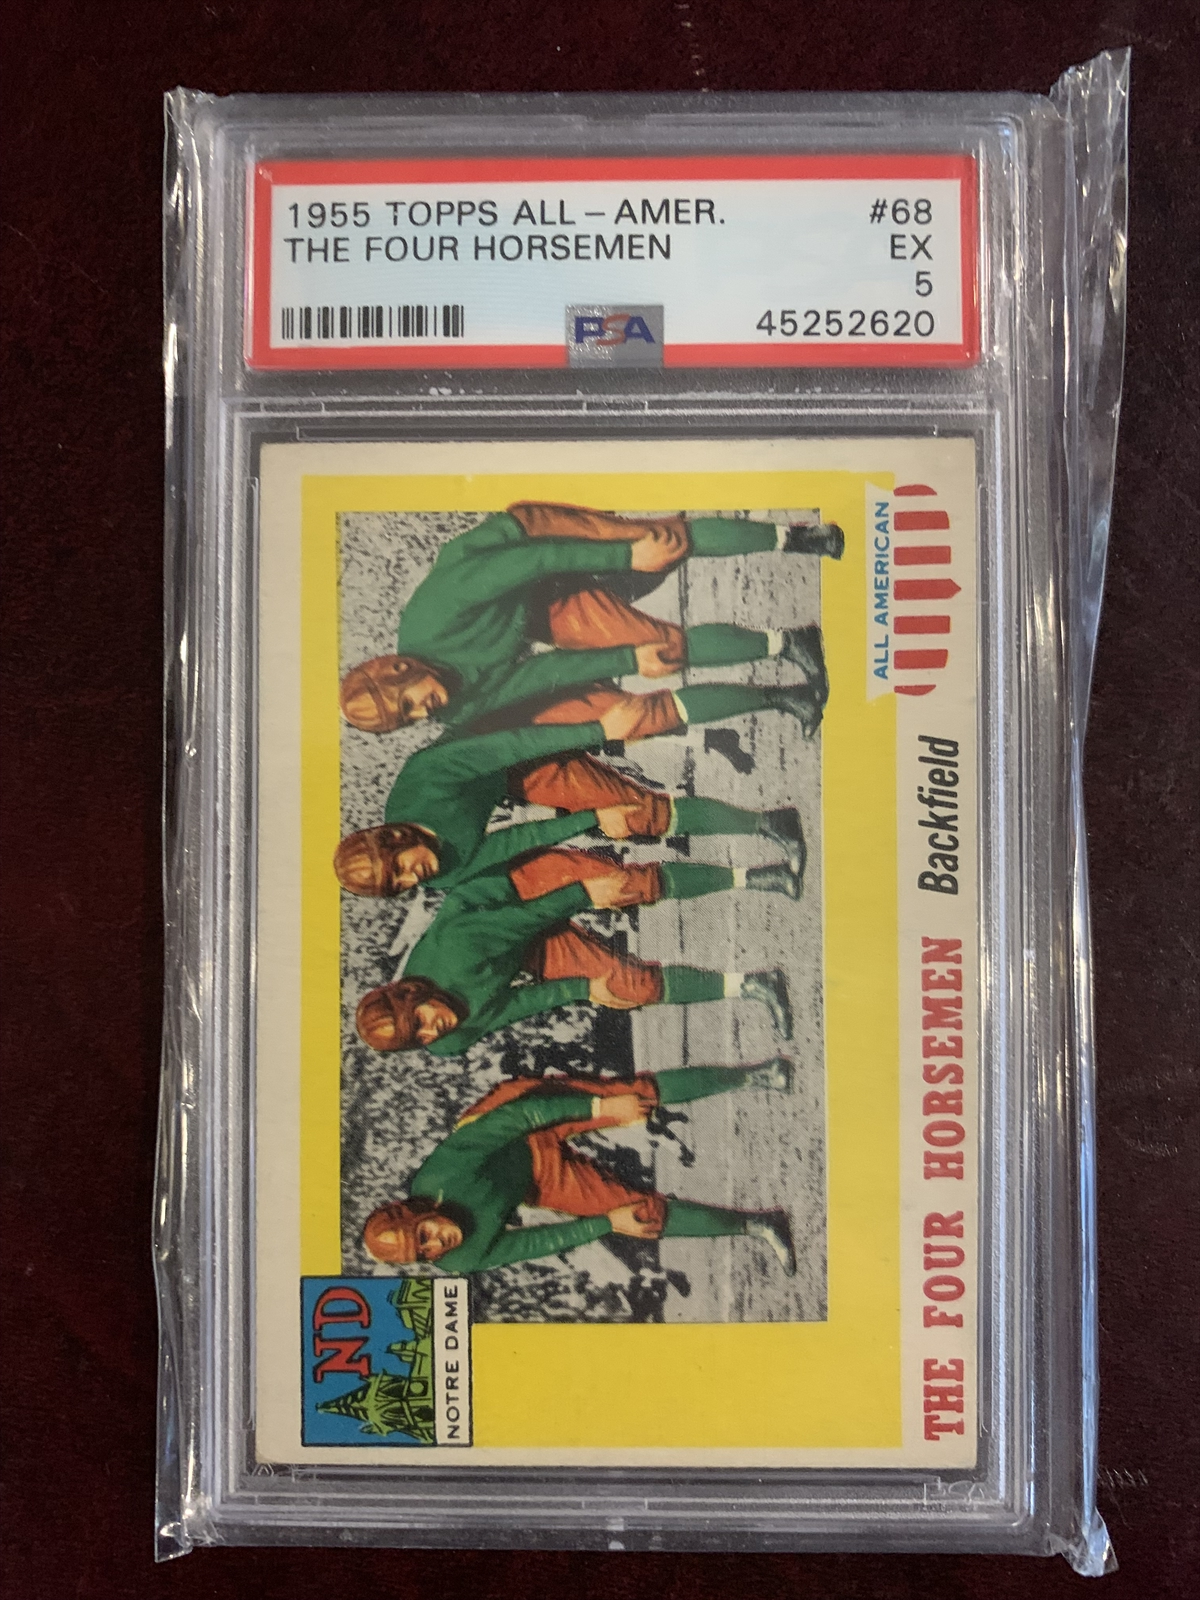 1955 TOPPS ALL-AMER. #68
THE FOUR HORSEMEN EX
5
PSA 45252620
ALL AMERICAN
ND
NOTRE DAME
THE FOUR HORSEMEN Backfield
PSA